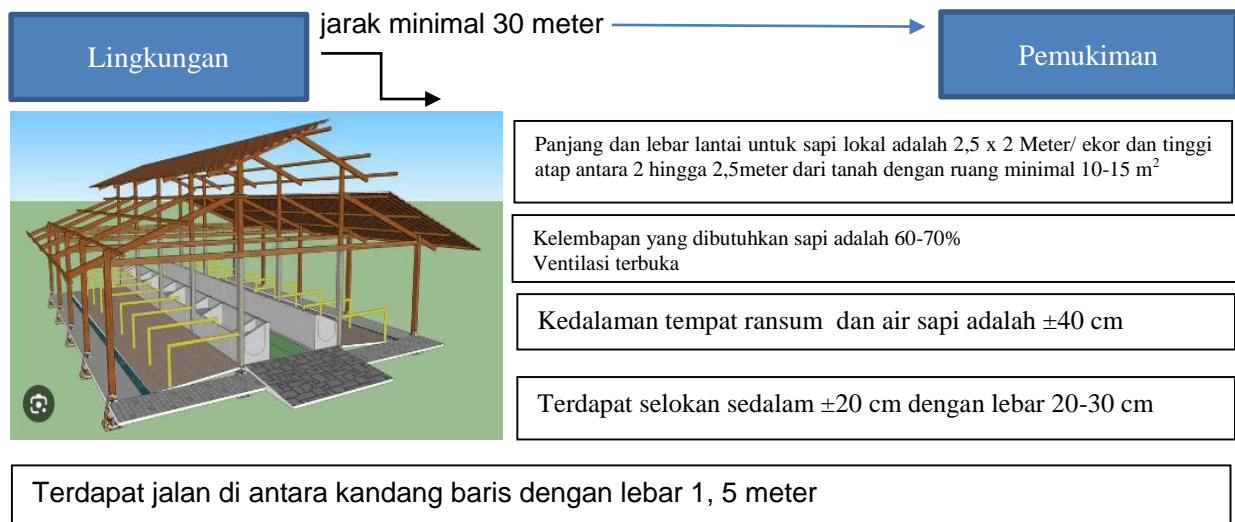 jarak minimal 30 meter
Lingkungan
Pemukiman
Panjang dan lebar lantai untuk sapi lokal adalah 2,5 x 2 Meter/ ekor dan tinggi
atap antara 2 hingga 2,5meter dari tanah dengan ruang minimal 10-15 m²
Kelembapan yang dibutuhkan sapi adalah 60-70%
Ventilasi terbuka
Kedalaman tempat ransum dan air sapi adalah ±40 cm
Terdapat selokan sedalam ±20 cm dengan lebar 20-30 cm
Terdapat jalan di antara kandang baris dengan lebar 1, 5 meter